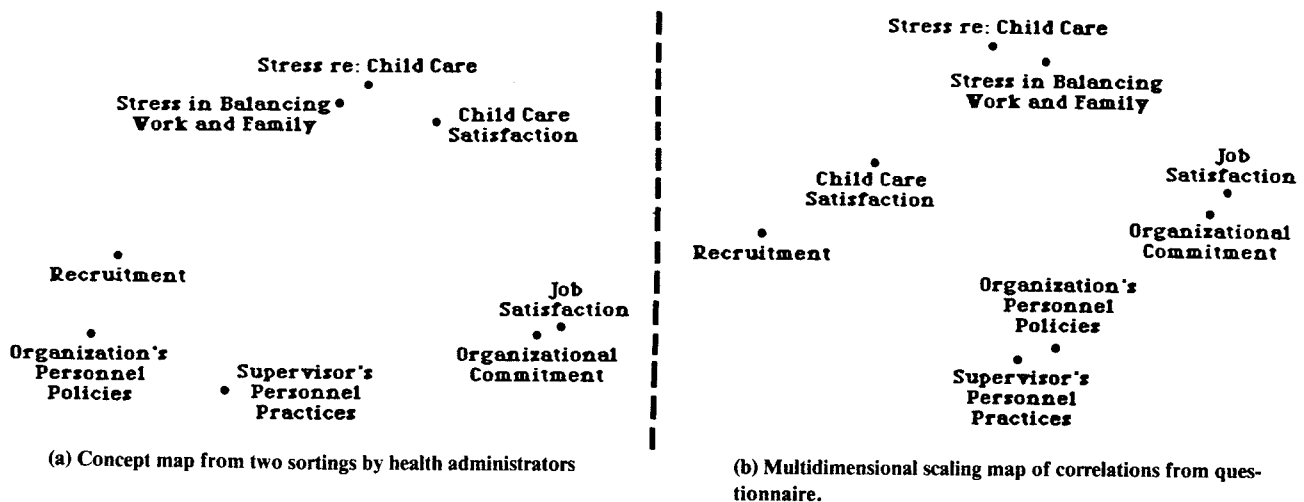 Stress re: Child Care
Stress in Balancing
Work and Family
Child Care
Satisfaction
Recruitment
Job
Satisfaction
Organizational
Commitment
Organization's
Personnel
Policies
Supervisor's
Personnel
Practices
(a) Concept map from two sortings by health administrators
Stress re: Child Care
Stress in Balancing
Work and Family
Child Care
Satisfaction
Job
Satisfaction
Recruitment
Organizational
Commitment
Organization's
Personnel
Policies
Supervisor's
Personnel
Practices
(b) Multidimensional scaling map of correlations from ques-
tionnaire.